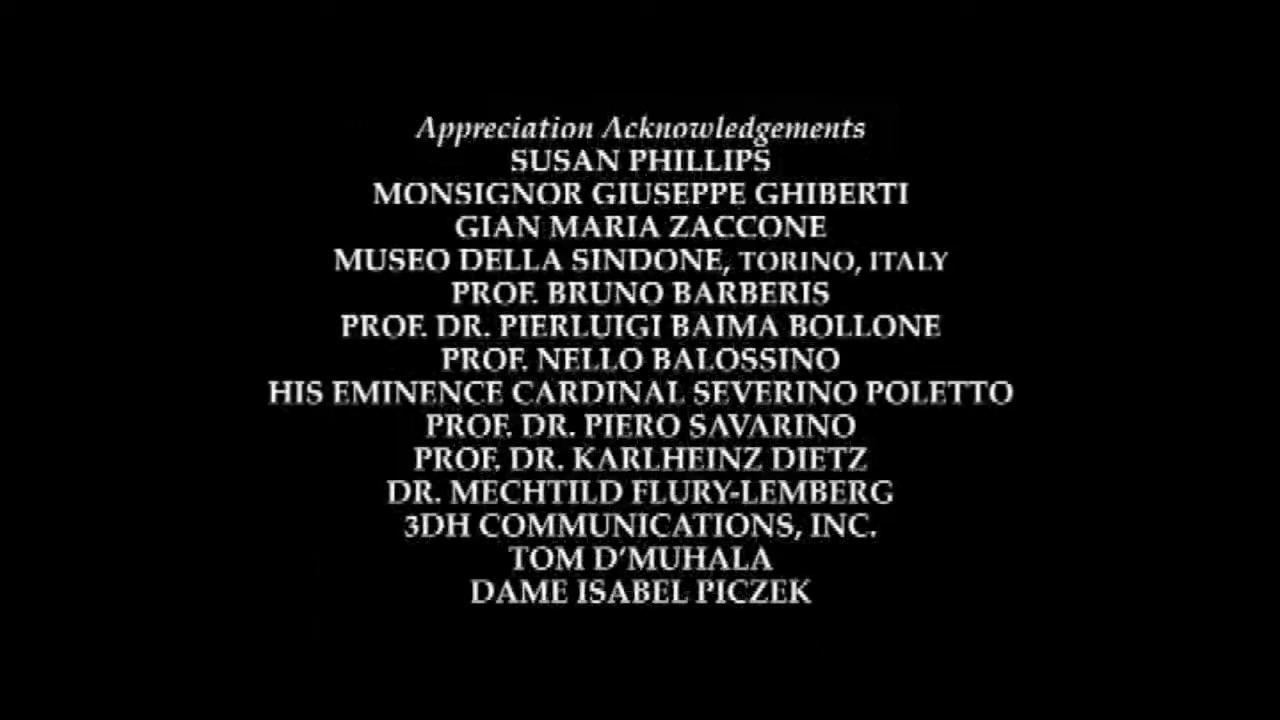 Appreciation Acknowledgements
SUSAN PHILLIPS
MONSIGNOR GIUSEPPE GHIBERTI
GIAN MARIA ZACCONE
MUSEO DELLA SINDONE, TORINO, ITALY
PROF. BRUNO BARBERIS
PROF. DR. PIERLUIGI BAIMA BOLLONE
PROF. NELLO BALOSSINO
HIS EMINENCE CARDINAL SEVERINO POLETTO
PROF. DR. PIERO SAVARINO
PROF. DR. KARLHEINZ DIETZ
DR. MECHTILD FLURY-LEMBERG
3DH COMMUNICATIONS, INC.
TOM D’MUHALA
DAME ISABEL PICZEK